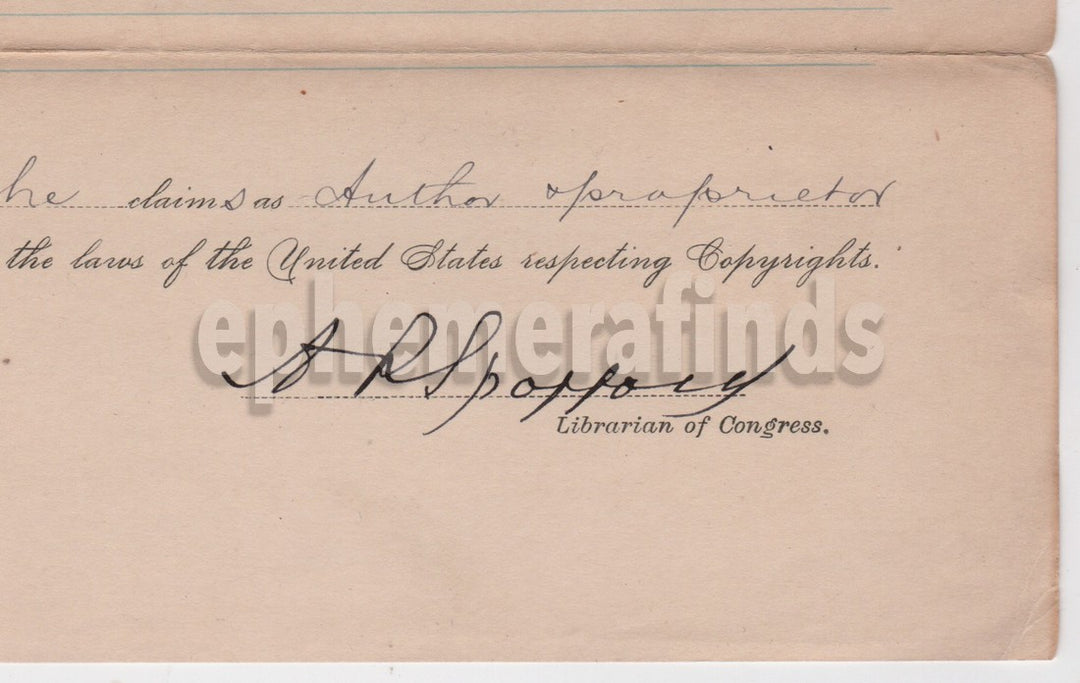 he claims as Author & proprietor
the laws of the United States respecting Copyrights.
ephemerafinds
A R Spofford
Librarian of Congress.